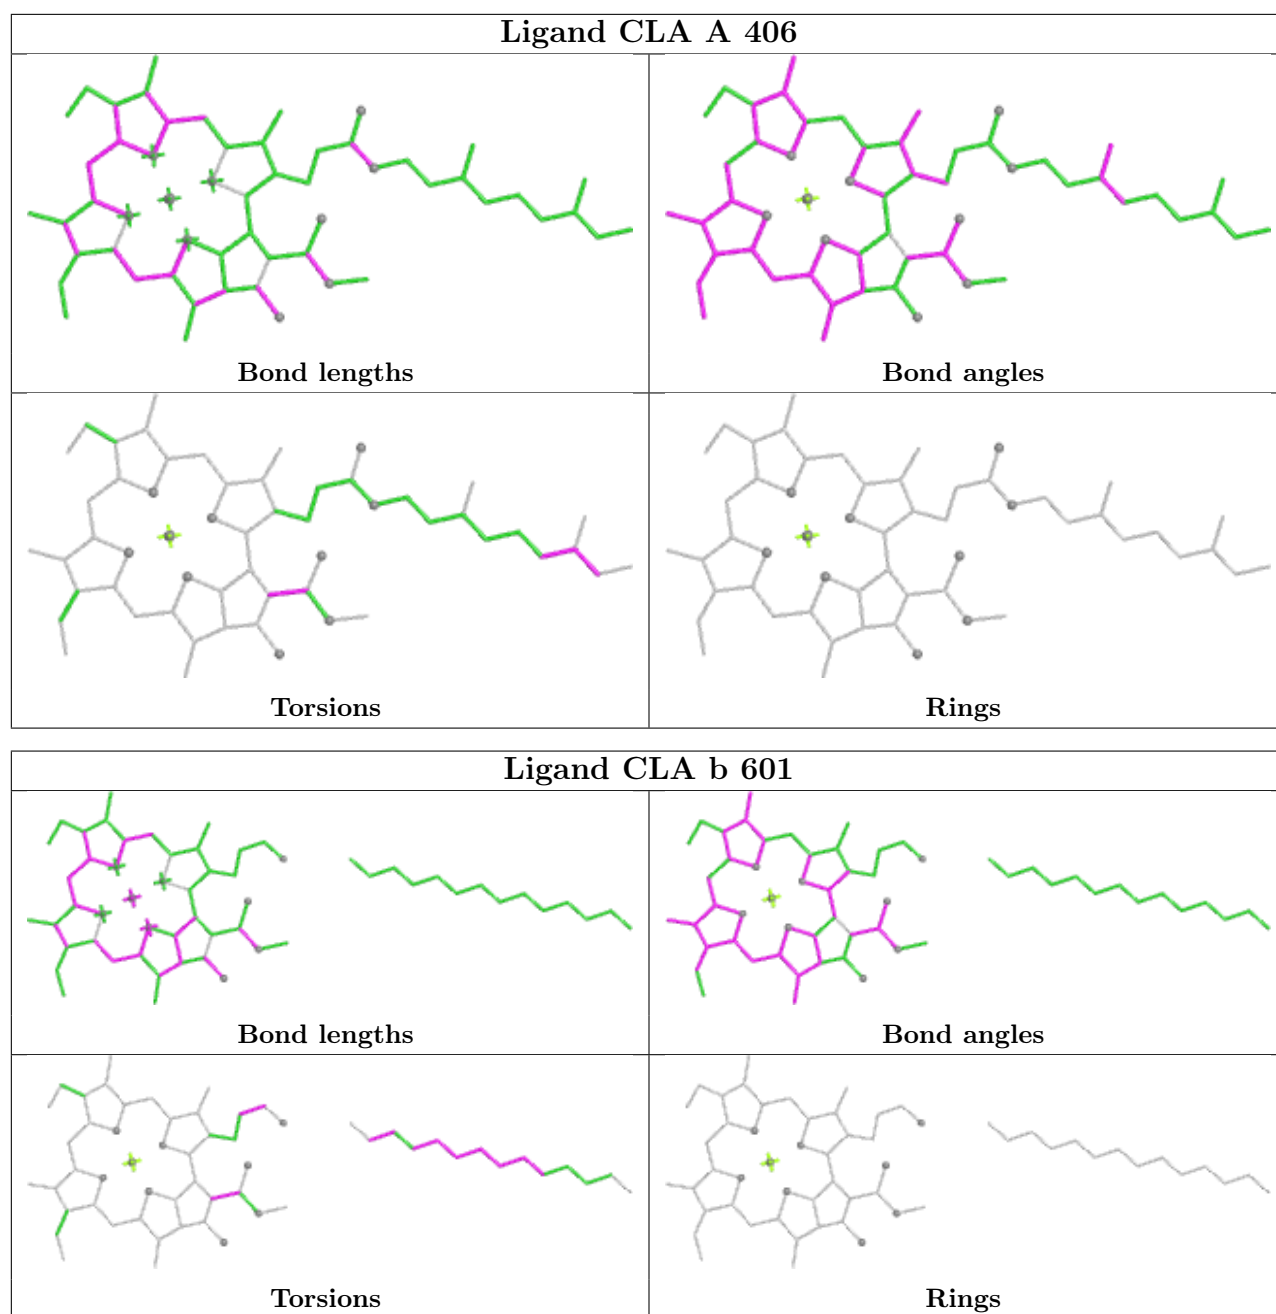 Ligand CLA A 406
Bond lengths
Bond angles
Torsions
Rings
Ligand CLA b 601
Bond lengths
Bond angles
Torsions
Rings